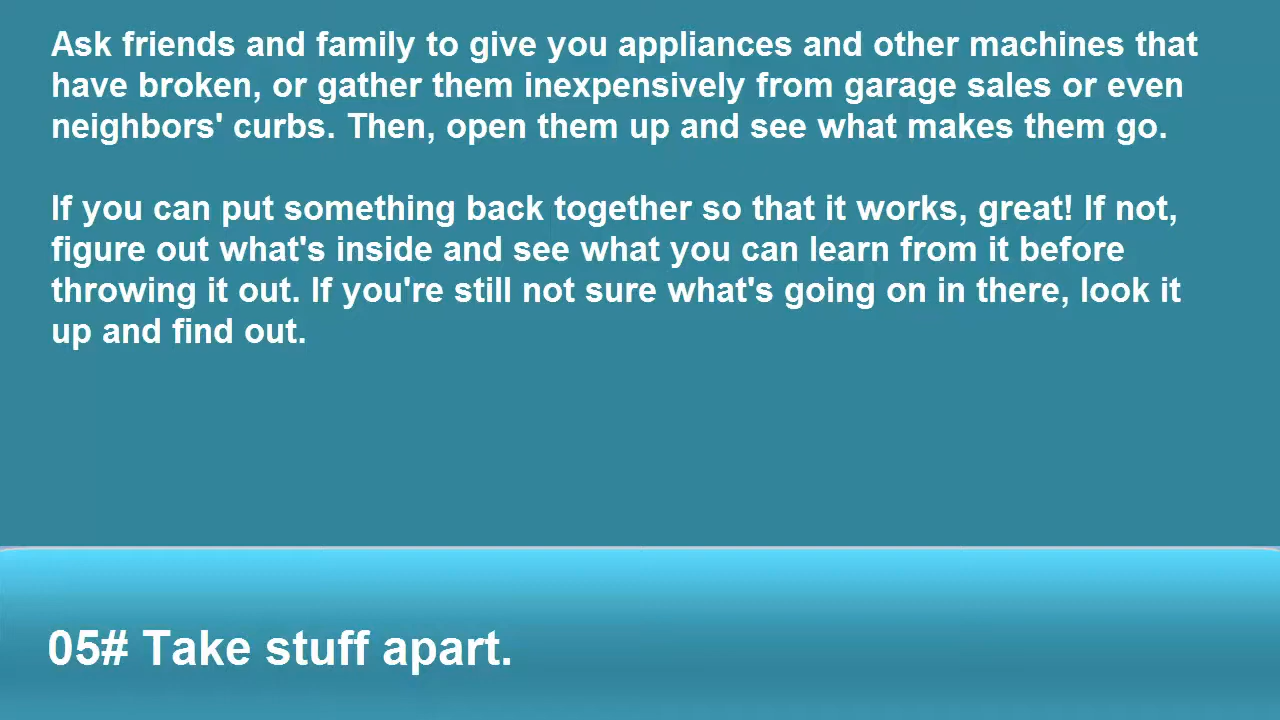 Ask friends and family to give you appliances and other machines that
have broken, or gather them inexpensively from garage sales or even
neighbors' curbs. Then, open them up and see what makes them go.
If you can put something back together so that it works, great! If not,
figure out what's inside and see what you can learn from it before
throwing it out. If you're still not sure what's going on in there, look it
up and find out.
05# Take stuff apart.